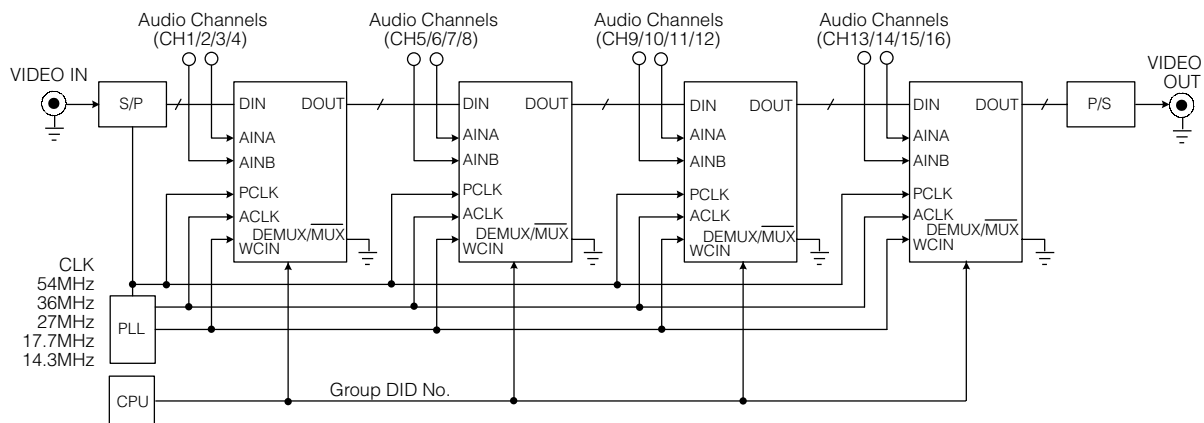 Audio Channels
(CH1/2/3/4)
Audio Channels
(CH5/6/7/8)
Audio Channels
(CH9/10/11/12)
Audio Channels
(CH13/14/15/16)
VIDEO IN
VIDEO
OUT
S/P
DIN DOUT
AINA
AINB
PCLK
ACLK
DEMUX/MUX
WCIN
DIN DOUT
AINA
AINB
PCLK
ACLK
DEMUX/MUX
WCIN
DIN DOUT
AINA
AINB
PCLK
ACLK
DEMUX/MUX
WCIN
DIN DOUT
AINA
AINB
PCLK
ACLK
DEMUX/MUX
WCIN
P/S
CLK
54MHz
36MHz
27MHz
17.7MHz
14.3MHz
PLL
CPU
Group DID No.